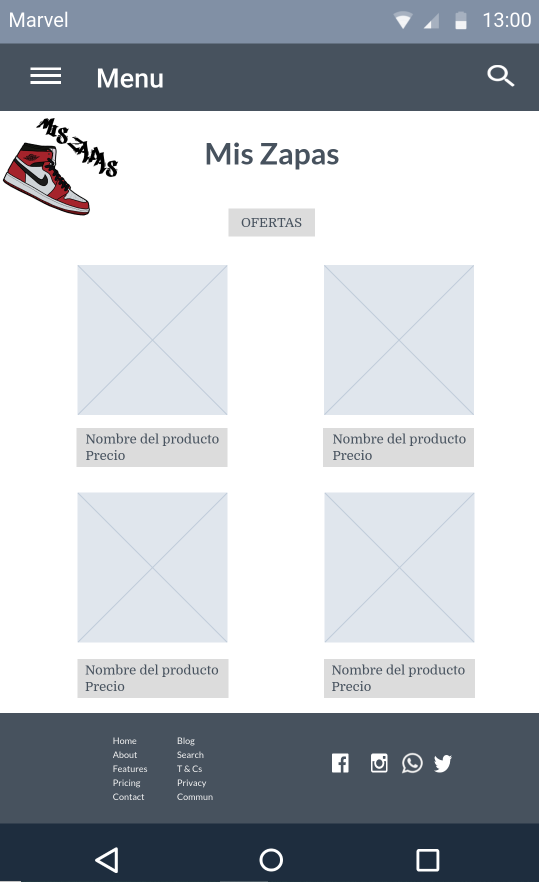 Marvel 13:00
Menu
MIS ZAPAS
Mis Zapas
OFERTAS
Nombre del producto
Precio
Nombre del producto
Precio
Nombre del producto
Precio
Nombre del producto
Precio
Home
About
Features
Pricing
Contact
Blog
Search
T & Cs
Privacy
Commun